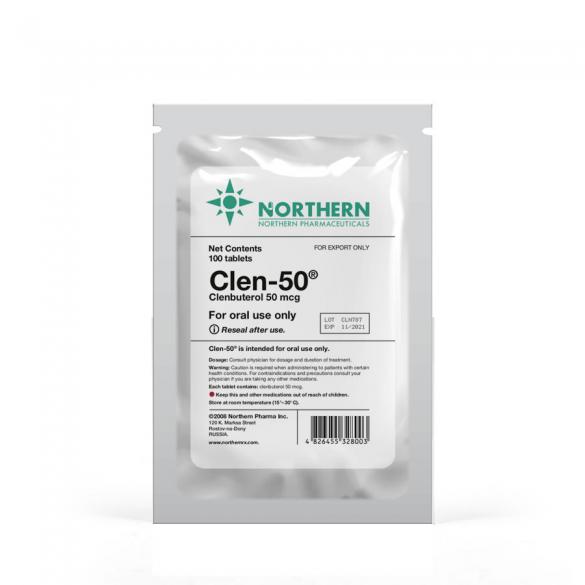 NORTHERN
NORTHERN PHARMACEUTICALS
Net Contents
100 tablets
FOR EXPORT ONLY
Clen-50®
Clenbuterol 50 mcg
For oral use only
Reseal after use.
LOT CLN787
EXP 11/2021
Clen-50® is intended for oral use only.
Dosage: Consult physician for dosage and duration of treatment.
Warning: Caution is required when administering to patients with certain
health conditions. For contraindications and precautions consult your
physician if you are taking any other medications.
Each tablet contains: clenbuterol 50 mcg.
Keep this and other medications out of reach of children.
Store at room temperature (15°-30° C).
©2008 Northern Pharma Inc.
120 K. Marksa Street
Rostov-na-Dony
RUSSIA.
www.northernrx.com.
4 826455 328003